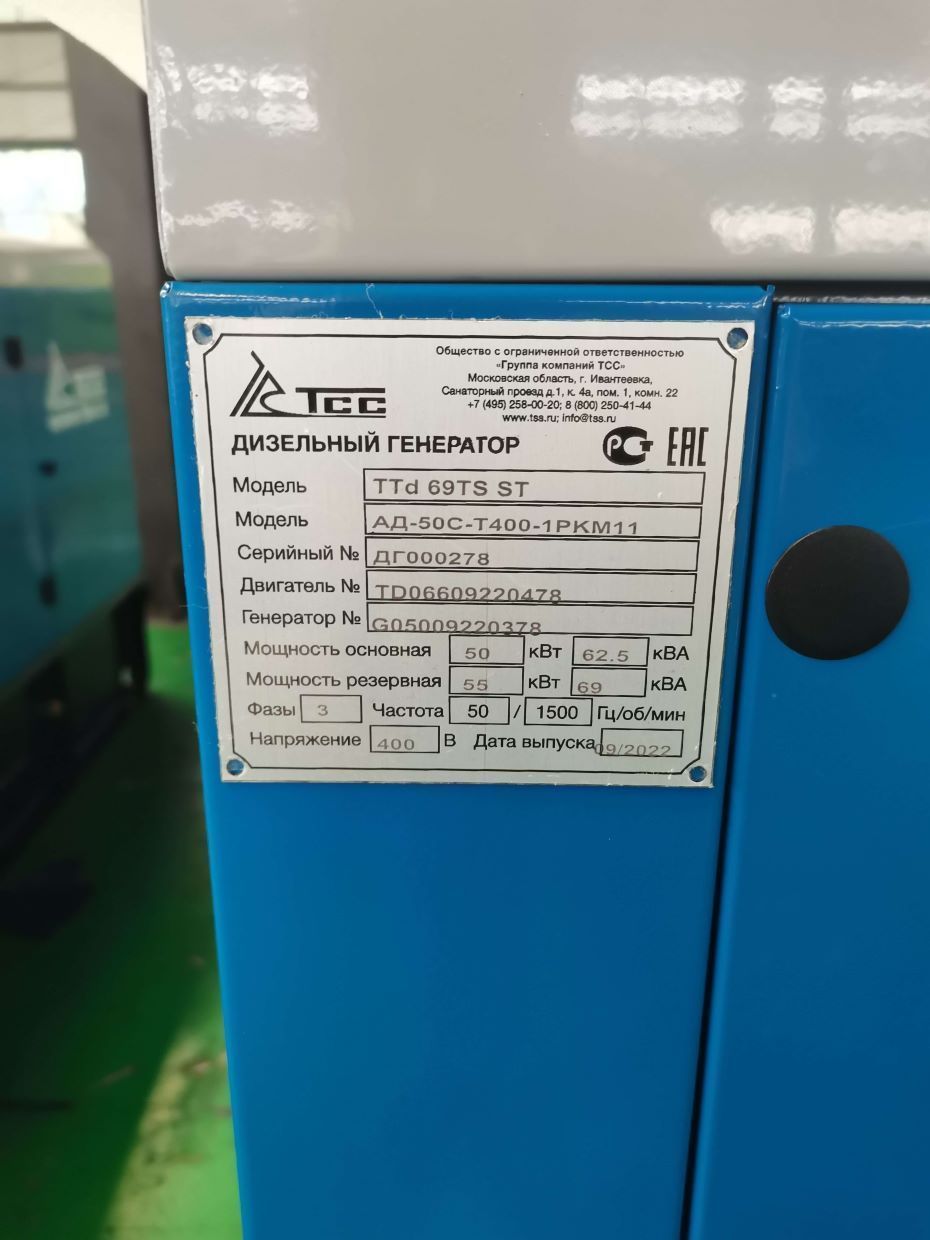 Общество с ограниченной ответственностью
«Группа компаний ТСС»
Московская область, г. Ивантеевка,
Санаторный проезд д.1, к. 4а, пом. 1, комн. 22
+7 (495) 258-00-20; 8 (800) 250-41-44
www.tss.ru; info@tss.ru
ТСС
ДИЗЕЛЬНЫЙ ГЕНЕРАТОР РСТ EAC
Модель TTd 69TS ST
Модель АД-50С-Т400-1РКМ11
Серийный № ДГ000278
Двигатель № TD06609220478
Генератор № G05009220378
Мощность основная 50 кВт 62.5 кВА
Мощность резервная 55 кВт 69 кВА
Фазы 3 Частота 50 / 1500 Гц/об/мин
Напряжение 400 В Дата выпуска 09/2022